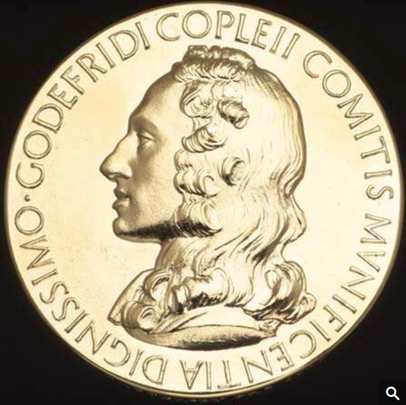 GODEFRIDI COPLEII COMITIS MVNIFICENTIA DIGNISSIMO ·